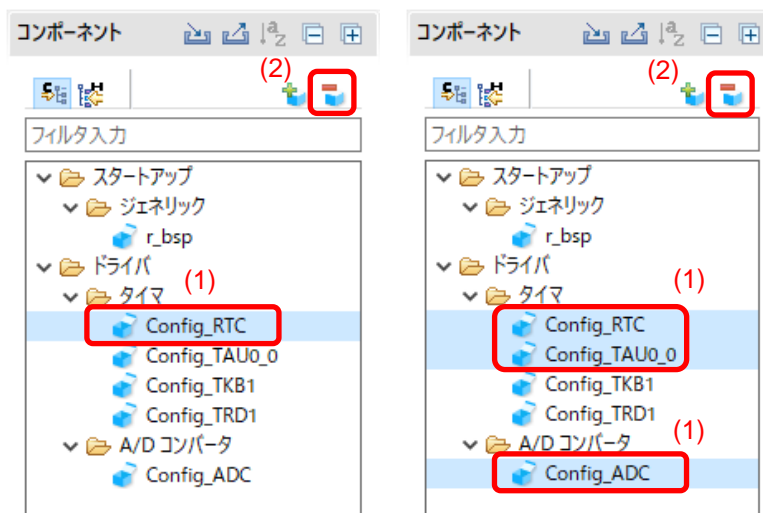 コンポーネント
(2)
フィルタ入力
スタートアップ
ジェネリック
r_bsp
ドライバ
(1)
タイマ
Config_RTC
Config_TAU0_0
Config_TKB1
Config_TRD1
A/D コンバータ
Config_ADC
コンポーネント
(2)
フィルタ入力
スタートアップ
ジェネリック
r_bsp
ドライバ
(1)
タイマ
Config_RTC
Config_TAU0_0
Config_TKB1
Config_TRD1
(1)
A/D コンバータ
Config_ADC